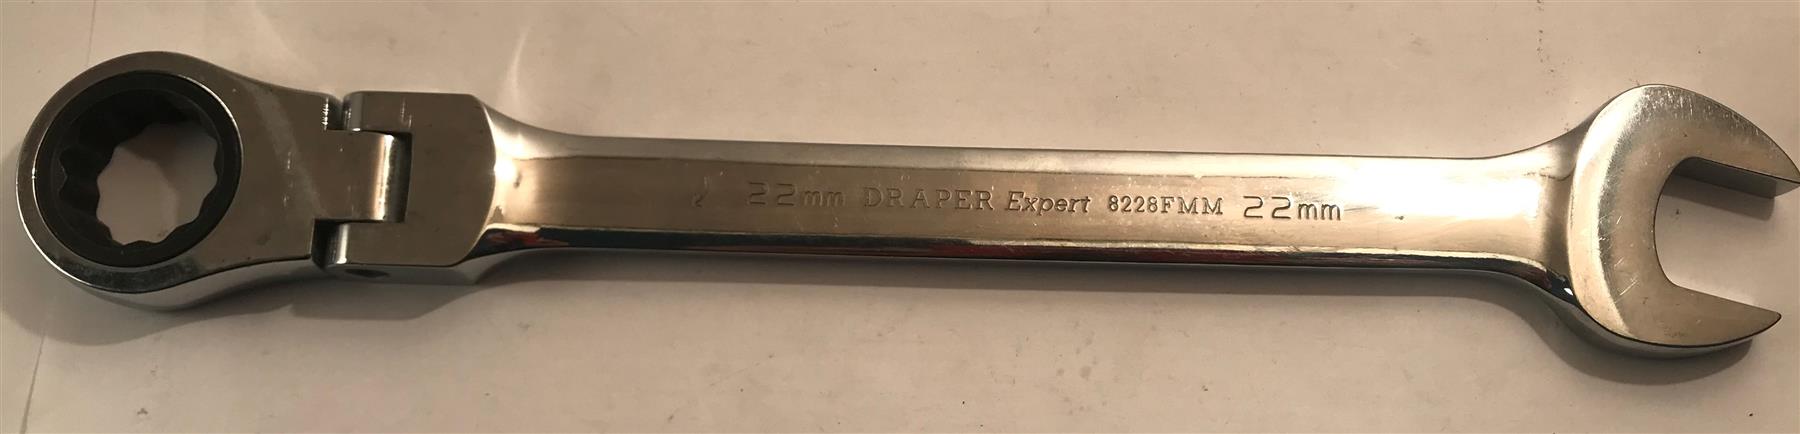 22mm DRAPER Expert 8228FMM 22mm